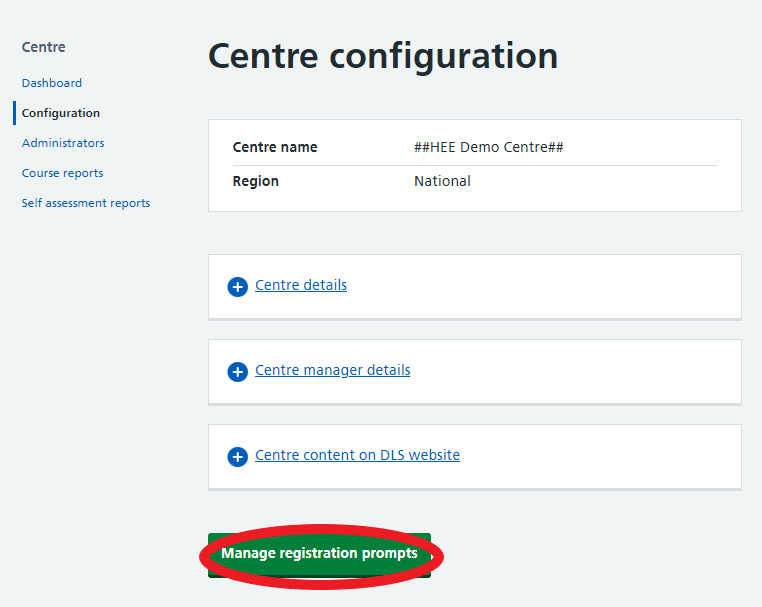 Centre
Dashboard
Configuration
Administrators
Course reports
Self assessment reports
Centre configuration
Centre name ##HEE Demo Centre##
Region National
Centre details
Centre manager details
Centre content on DLS website
Manage registration prompts